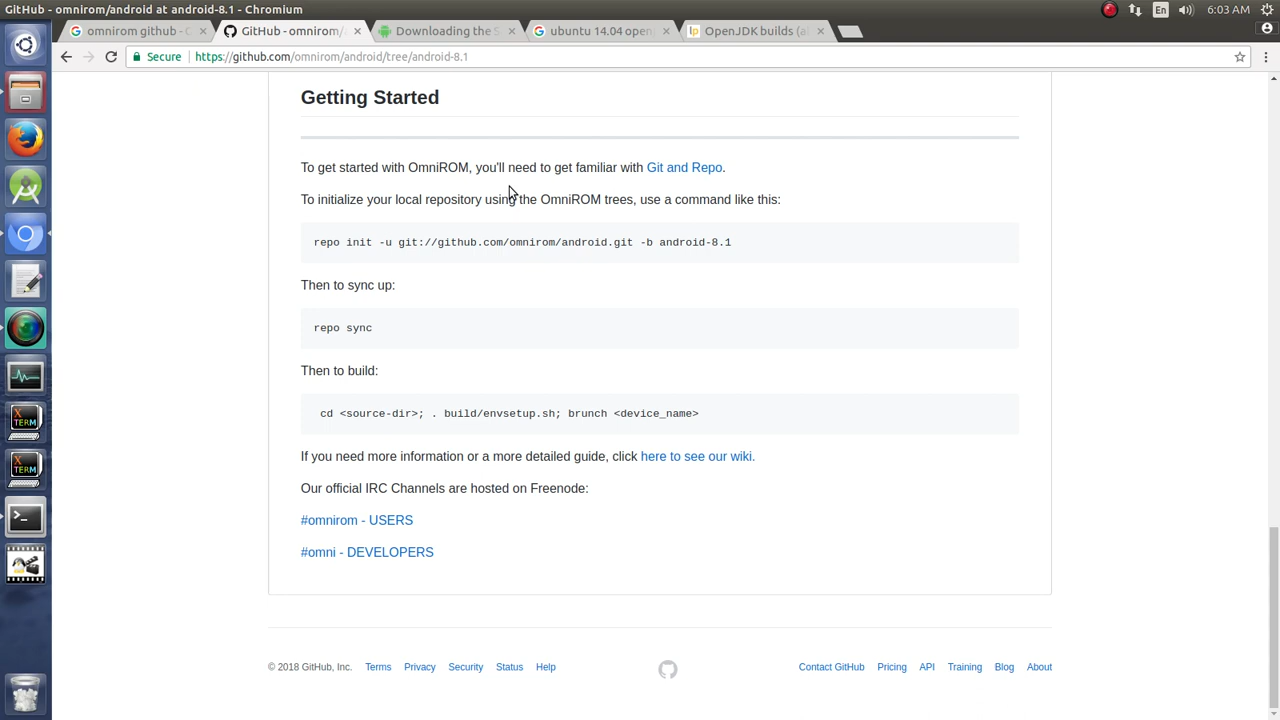 GitHub - omnirom/android at android-8.1 - Chromium
En
6:03 AM
omnirom github - G
GitHub - omnirom/
Downloading the S
ubuntu 14.04 open
OpenJDK builds (al
Secure
https://github.com/omnirom/android/tree/android-8.1
Getting Started
To get started with OmniROM, you'll need to get familiar with Git and Repo.
To initialize your local repository using the OmniROM trees, use a command like this:
repo init -u git://github.com/omnirom/android.git -b android-8.1
Then to sync up:
repo sync
Then to build:
cd <source-dir>; . build/envsetup.sh; brunch <device_name>
If you need more information or a more detailed guide, click here to see our wiki.
Our official IRC Channels are hosted on Freenode:
#omnirom - USERS
#omni - DEVELOPERS
© 2018 GitHub, Inc. Terms Privacy Security Status Help Contact GitHub Pricing API Training Blog About
X TERM
X TERM